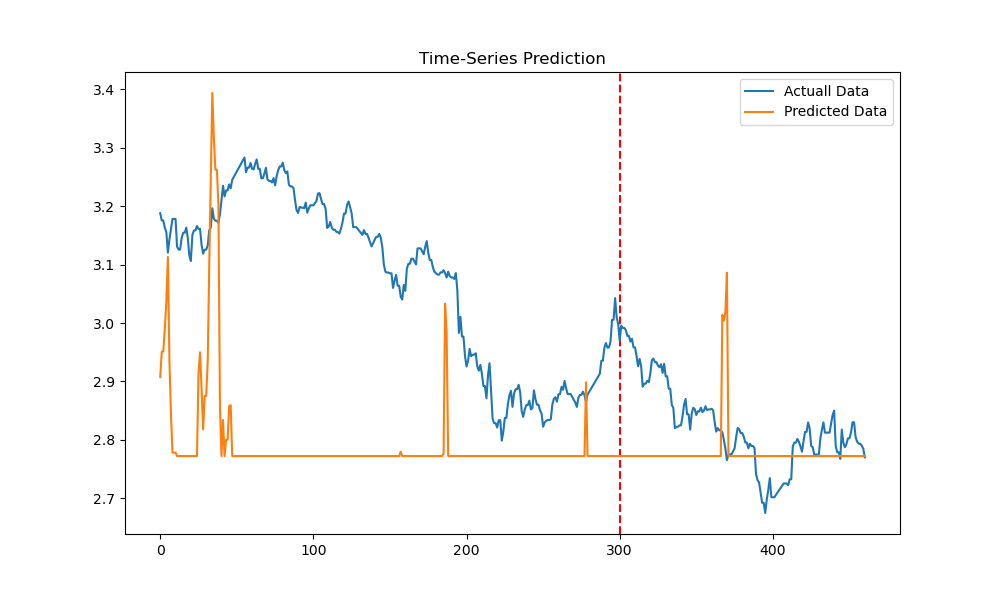 Time-Series Prediction
Actuall Data
Predicted Data
3.4
3.3
3.2
3.1
3.0
2.9
2.8
2.7
0 100 200 300 400